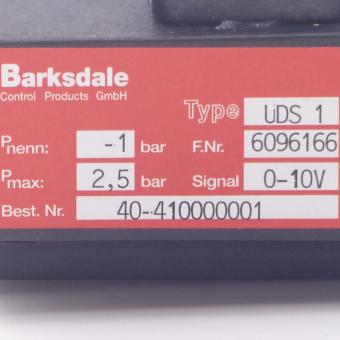 Barksdale
Control Products GmbH
Type UDS 1
Pnenn: -1 bar F.Nr. 6096166
Pmax: 2,5 bar Signal 0-10V
Best. Nr. 40-410000001